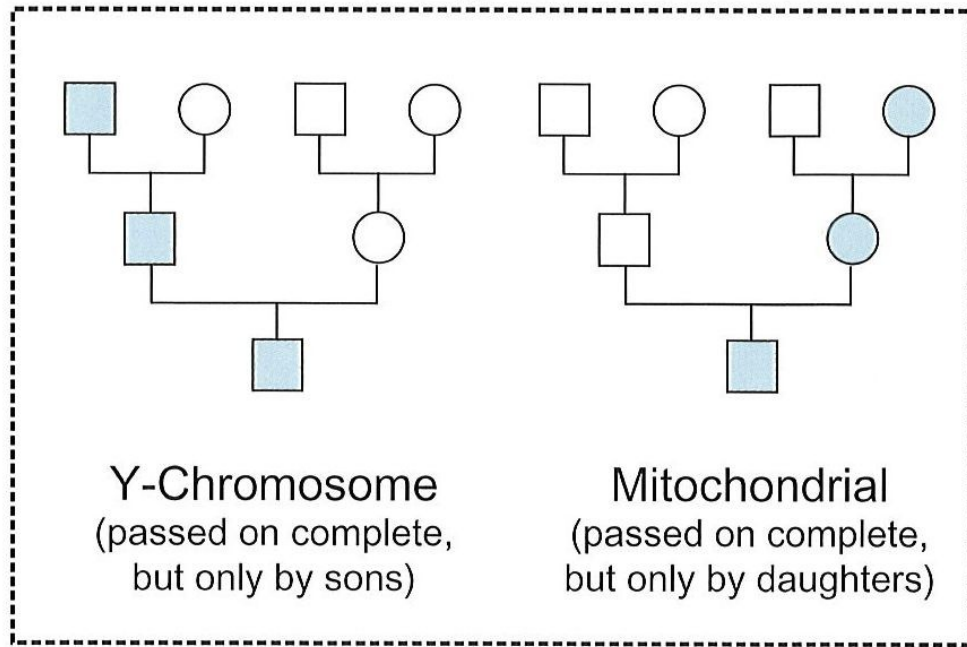 Y-Chromosome
(passed on complete,
but only by sons)
Mitochondrial
(passed on complete,
but only by daughters)